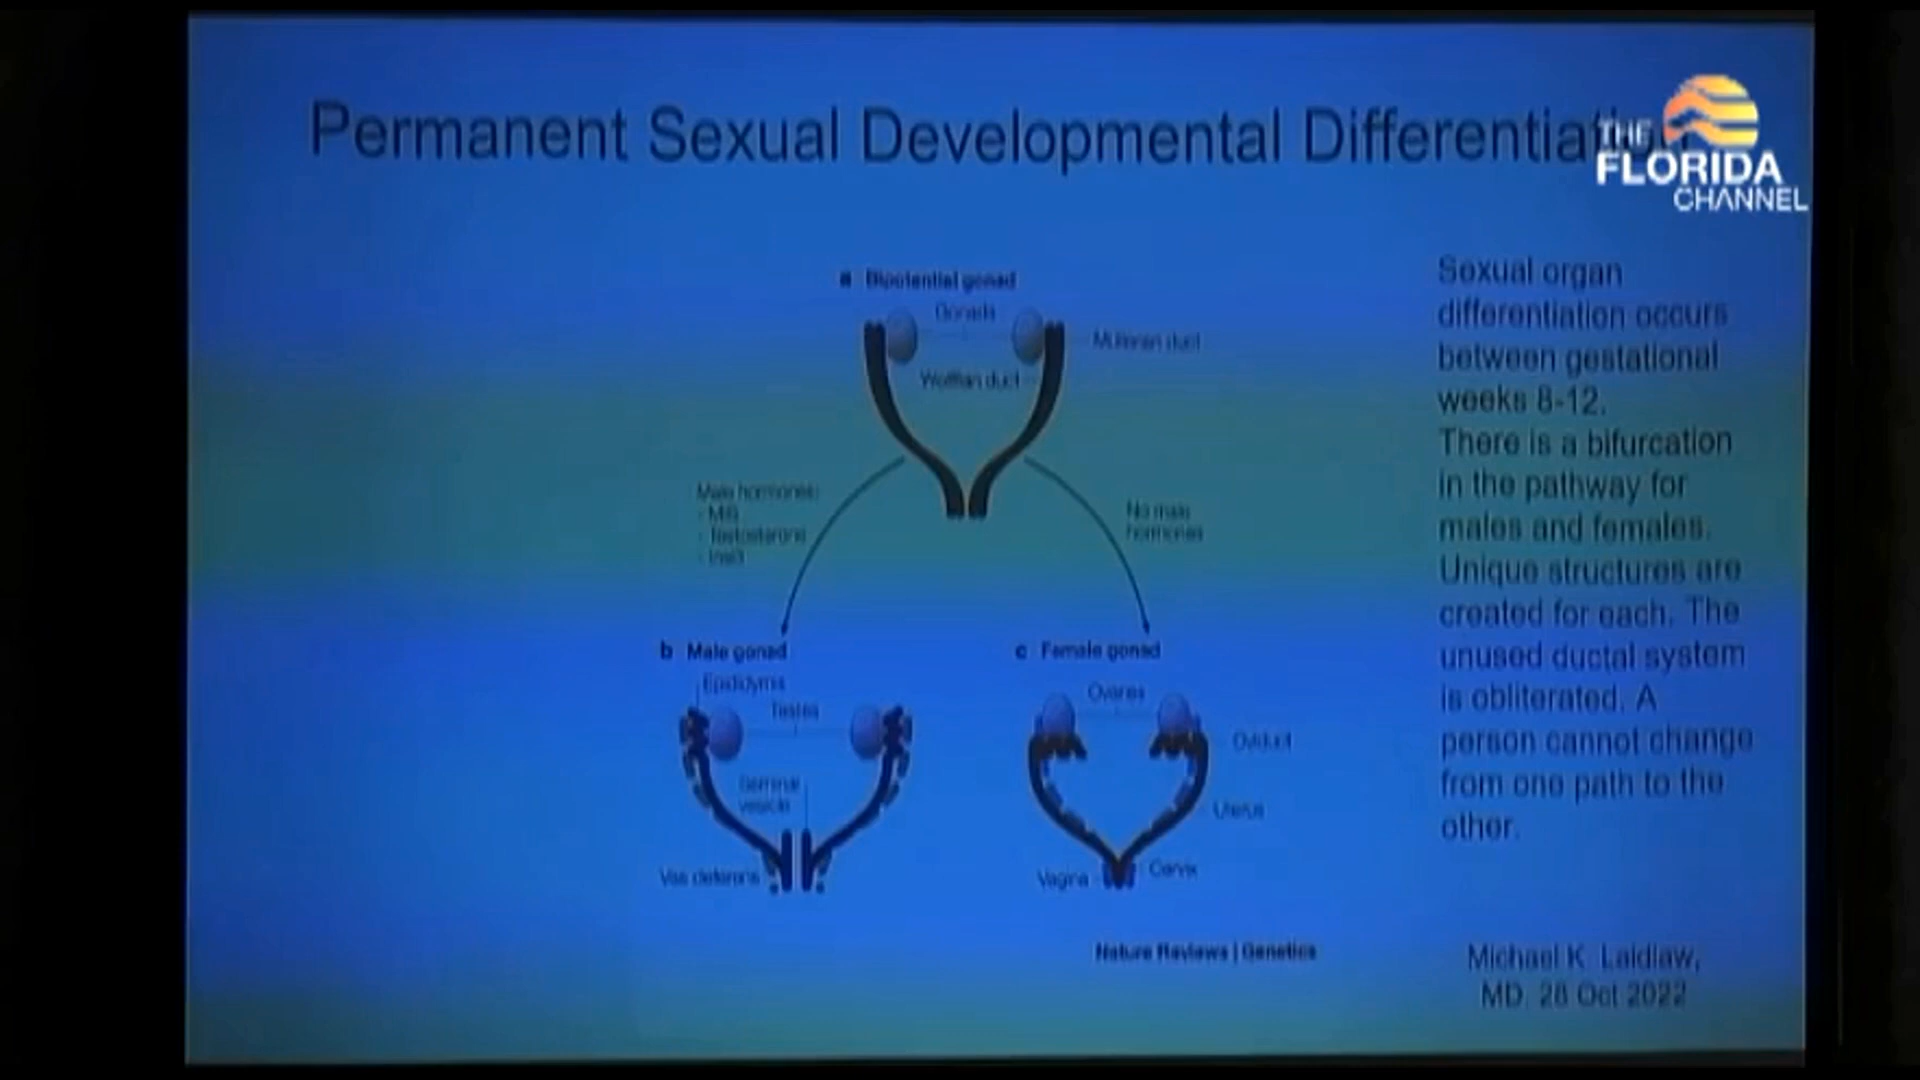 Permanent Sexual Developmental
THE
FLORIDA
CHANNEL
a Bipotential gonad
Gonads
Mullerian duct
Wolffian duct
Male hormones:
- MIS
- Testosterone
- Insl3
No male
hormones
b Male gonad
Epididymis
Testes
Seminal
vesicle
Vas deferens
c Female gonad
Ovaries
Oviduct
Uterus
Vagina
Cervix
Nature Reviews | Genetics
Sexual organ
differentiation occurs
between gestational
weeks 8-12.
There is a bifurcation
in the pathway for
males and females.
Unique structures are
created for each. The
unused ductal system
is obliterated. A
person cannot change
from one path to the
other.
Michael K. Laidlaw,
MD. 28 Oct 2022